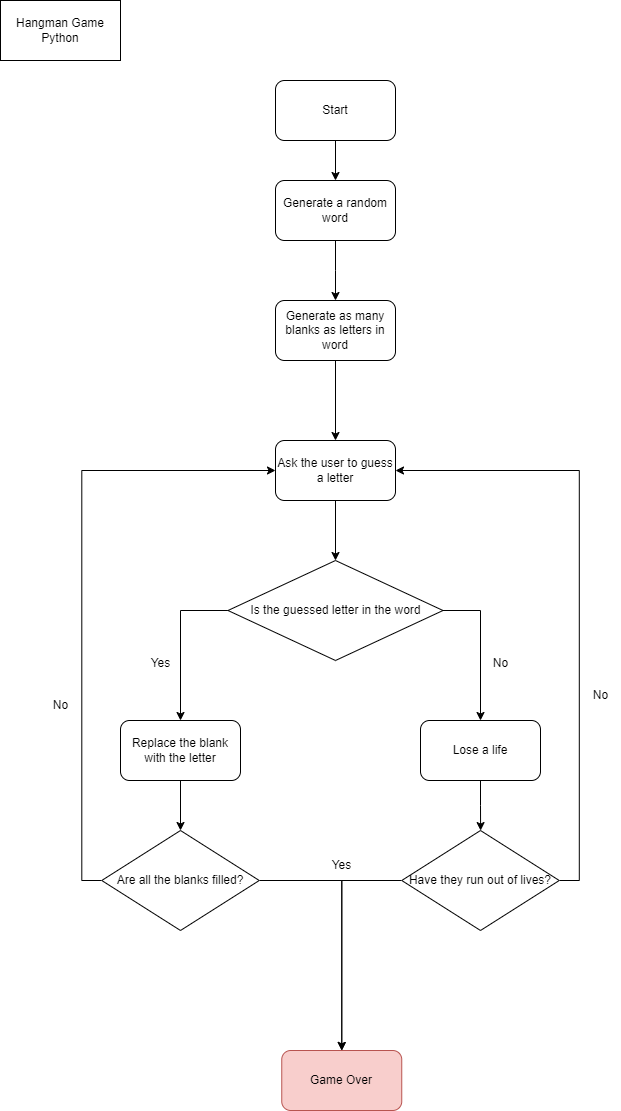 Hangman Game
Python
Start
Generate a random
word
Generate as many
blanks as letters in
word
Ask the user to guess
a letter
Is the guessed letter in the word
Yes
No
No
No
Replace the blank
with the letter
Lose a life
Yes
Are all the blanks filled?
Have they run out of lives?
Game Over